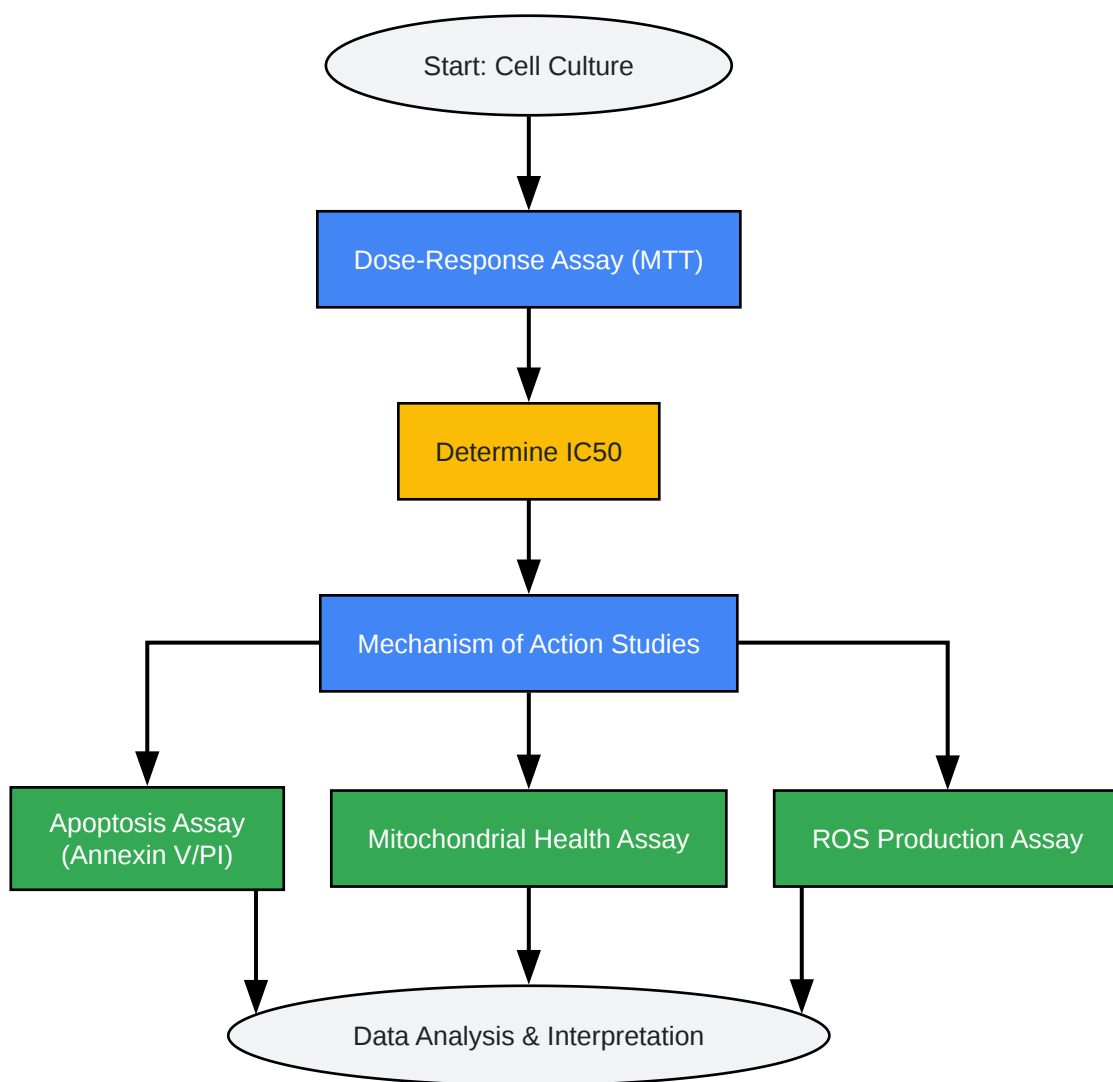 Start: Cell Culture
Dose-Response Assay (MTT)
Determine IC50
Mechanism of Action Studies
Apoptosis Assay
(Annexin V/PI)
Mitochondrial Health Assay
ROS Production Assay
Data Analysis & Interpretation